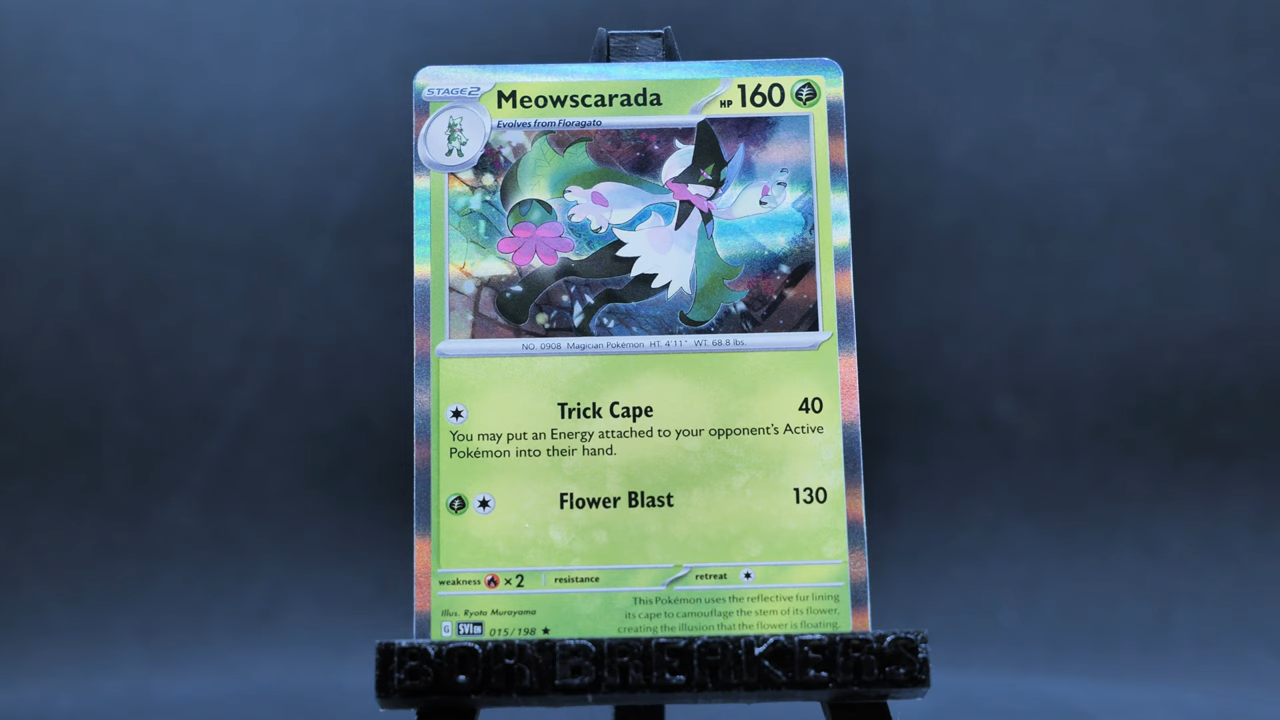 STAGE2 Meowscarada HP 160
Evolves from Floragato
NO. 0908 Magician Pokémon HT. 4'11" WT. 68.8 lbs.
Trick Cape 40
You may put an Energy attached to your opponent's Active
Pokémon into their hand.
Flower Blast 130
weakness ×2 resistance retreat
Illus. Ryota Murayama
This Pokémon uses the reflective fur lining
its cape to camouflage the stem of its flower,
creating the illusion that the flower is floating.
G SVI EN 015/198 ★
BOX BREAKERS